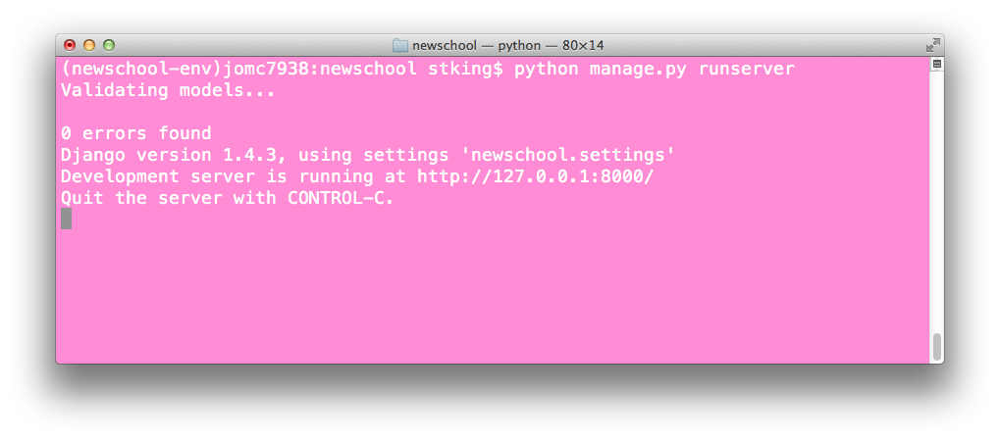 newschool — python — 80×14
(newschool-env)jomc7938:newschool stking$ python manage.py runserver
Validating models...
0 errors found
Django version 1.4.3, using settings 'newschool.settings'
Development server is running at http://127.0.0.1:8000/
Quit the server with CONTROL-C.